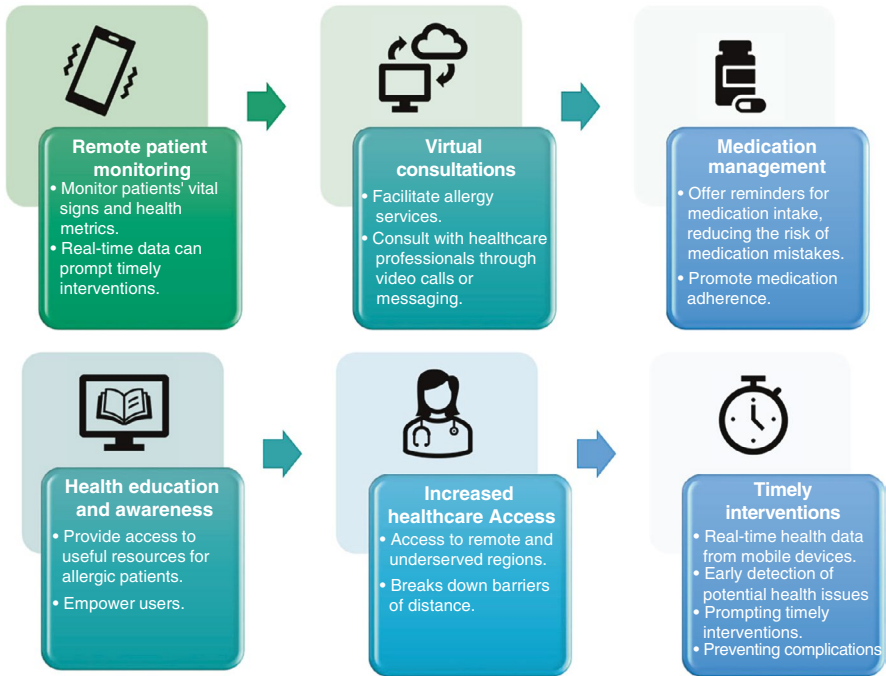 Remote patient
monitoring
• Monitor patients' vital
signs and health
metrics.
• Real-time data can
prompt timely
interventions.
Virtual
consultations
• Facilitate allergy
services.
• Consult with healthcare
professionals through
video calls or
messaging.
Medication
management
• Offer reminders for
medication intake,
reducing the risk of
medication mistakes.
• Promote medication
adherence.
Health education
and awareness
• Provide access to
useful resources for
allergic patients.
• Empower users.
Increased
healthcare Access
• Access to remote and
underserved regions.
• Breaks down barriers
of distance.
Timely
interventions
• Real-time health data
from mobile devices.
• Early detection of
potential health issues
• Prompting timely
interventions.
• Preventing complications